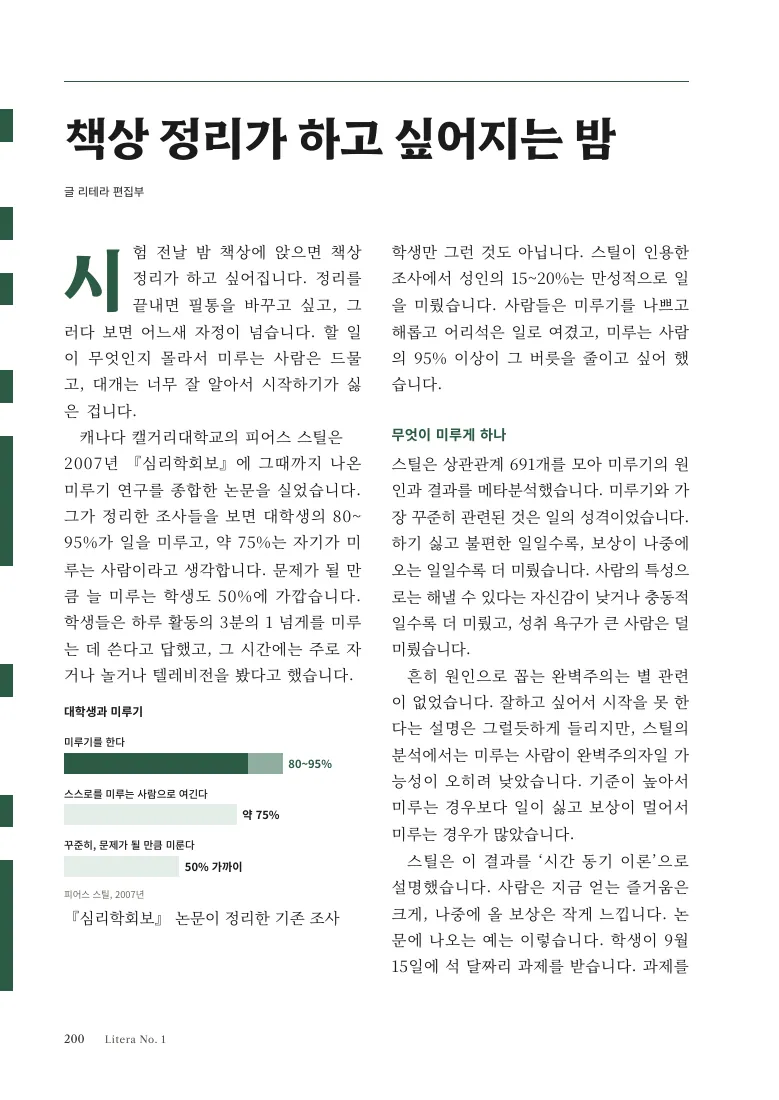 책상 정리가 하고 싶어지는 밤
글 리테라 편집부
시험 전날 밤 책상에 앉으면 책상
정리가 하고 싶어집니다. 정리를
끝내면 필통을 바꾸고 싶고, 그
러다 보면 어느새 자정이 넘습니다. 할 일
이 무엇인지 몰라서 미루는 사람은 드물
고, 대개는 너무 잘 알아서 시작하기가 싫
은 겁니다.
캐나다 캘거리대학교의 피어스 스틸은
2007년 『심리학회보』에 그때까지 나온
미루기 연구를 종합한 논문을 실었습니다.
그가 정리한 조사들을 보면 대학생의 80~
95%가 일을 미루고, 약 75%는 자기가 미
루는 사람이라고 생각합니다. 문제가 될 만
큼 늘 미루는 학생도 50%에 가깝습니다.
학생들은 하루 활동의 3분의 1 넘게를 미루
는 데 쓴다고 답했고, 그 시간에는 주로 자
거나 놀거나 텔레비전을 봤다고 했습니다.
대학생과 미루기
미루기를 한다
80~95%
스스로를 미루는 사람으로 여긴다
약 75%
꾸준히, 문제가 될 만큼 미룬다
50% 가까이
피어스 스틸, 2007년
『심리학회보』 논문이 정리한 기존 조사
학생만 그런 것도 아닙니다. 스틸이 인용한
조사에서 성인의 15~20%는 만성적으로 일
을 미뤘습니다. 사람들은 미루기를 나쁘고
해롭고 어리석은 일로 여겼고, 미루는 사람
의 95% 이상이 그 버릇을 줄이고 싶어 했
습니다.
무엇이 미루게 하나
스틸은 상관관계 691개를 모아 미루기의 원
인과 결과를 메타분석했습니다. 미루기와 가
장 꾸준히 관련된 것은 일의 성격이었습니다.
하기 싫고 불편한 일일수록, 보상이 나중에
오는 일일수록 더 미뤘습니다. 사람의 특성으
로는 해낼 수 있다는 자신감이 낮거나 충동적
일수록 더 미뤘고, 성취 욕구가 큰 사람은 덜
미뤘습니다.
흔히 원인으로 꼽는 완벽주의는 별 관련
이 없었습니다. 잘하고 싶어서 시작을 못 한
다는 설명은 그럴듯하게 들리지만, 스틸의
분석에서는 미루는 사람이 완벽주의자일 가
능성이 오히려 낮았습니다. 기준이 높아서
미루는 경우보다 일이 싫고 보상이 멀어서
미루는 경우가 많았습니다.
스틸은 이 결과를 ‘시간 동기 이론’으로
설명했습니다. 사람은 지금 얻는 즐거움은
크게, 나중에 올 보상은 작게 느낍니다. 논
문에 나오는 예는 이렇습니다. 학생이 9월
15일에 석 달짜리 과제를 받습니다. 과제를
200 Litera No. 1